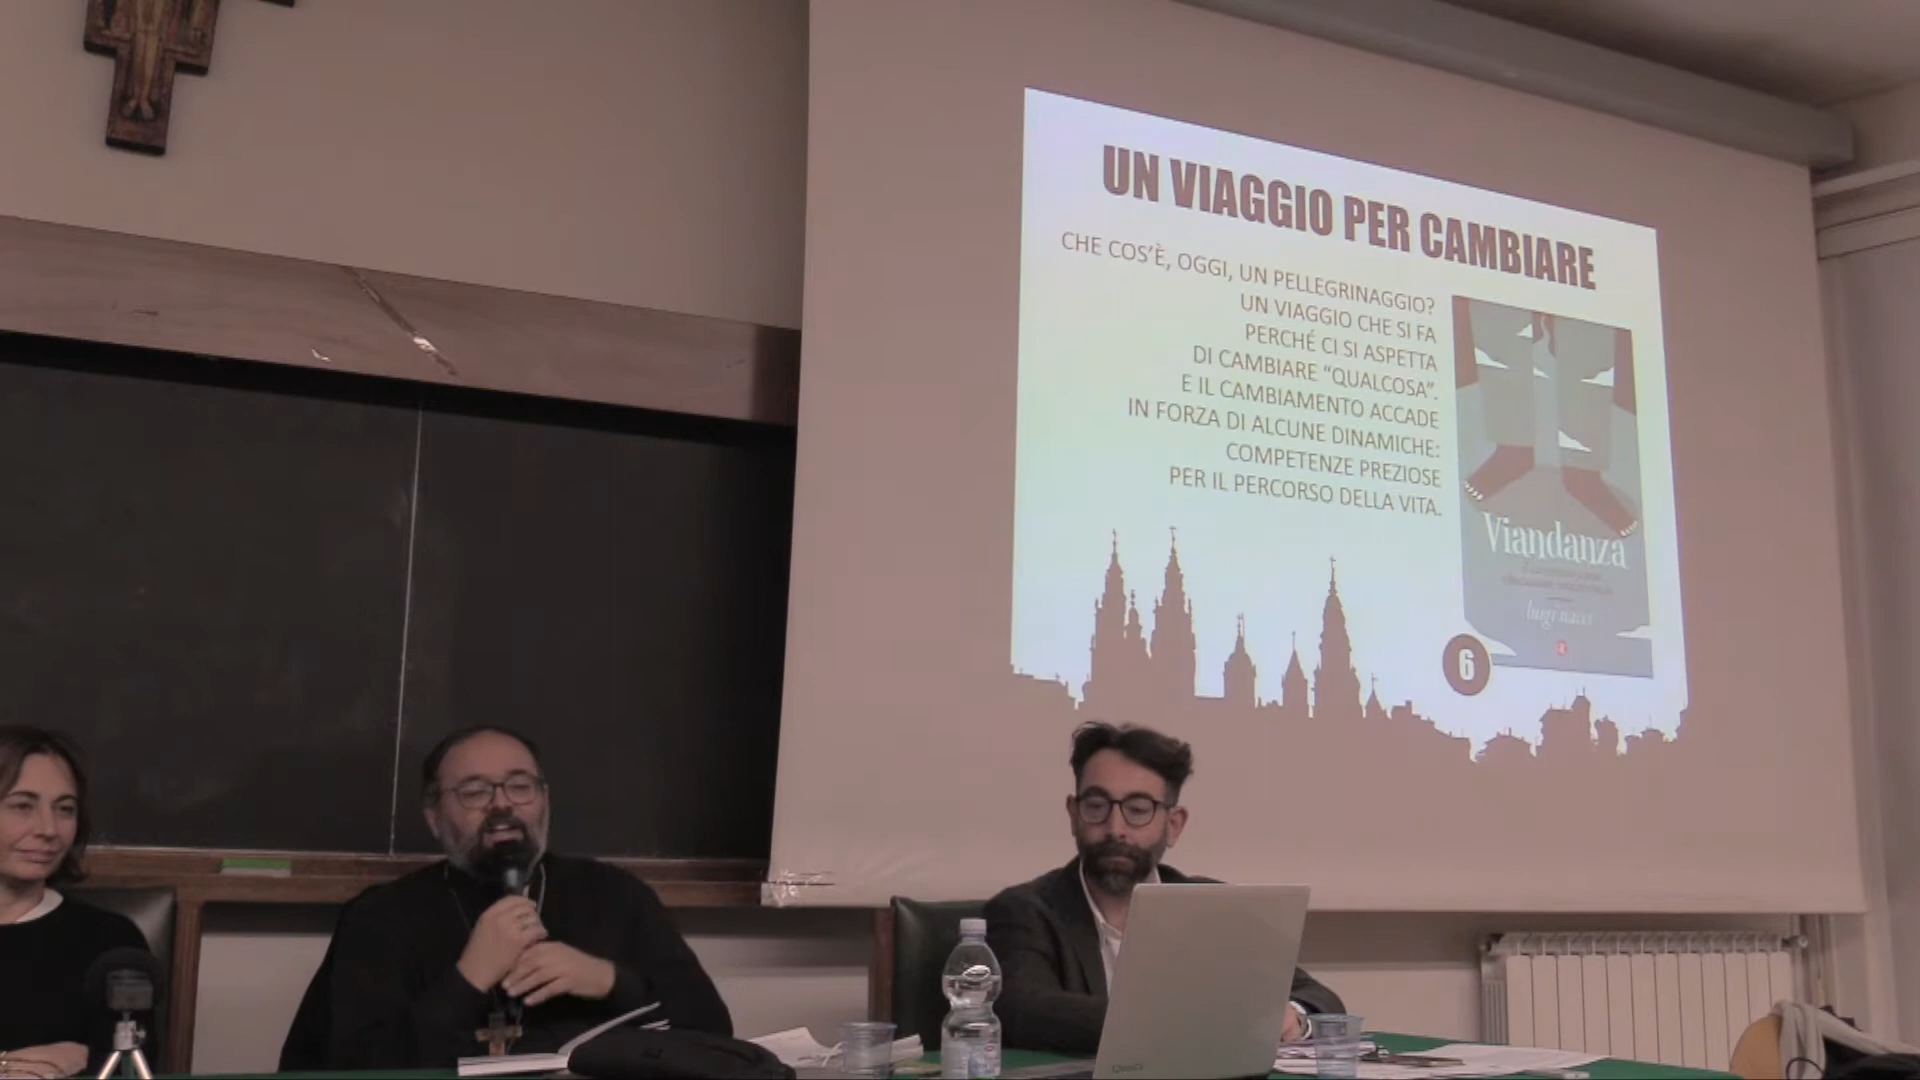 UN VIAGGIO PER CAMBIARE
CHE COS'È, OGGI, UN PELLEGRINAGGIO?
UN VIAGGIO CHE SI FA
PERCHÉ CI SI ASPETTA
DI CAMBIARE “QUALCOSA”.
E IL CAMBIAMENTO ACCADE
IN FORZA DI ALCUNE DINAMICHE:
COMPETENZE PREZIOSE
PER IL PERCORSO DELLA VITA.
Viandanza
luigi nacci
6